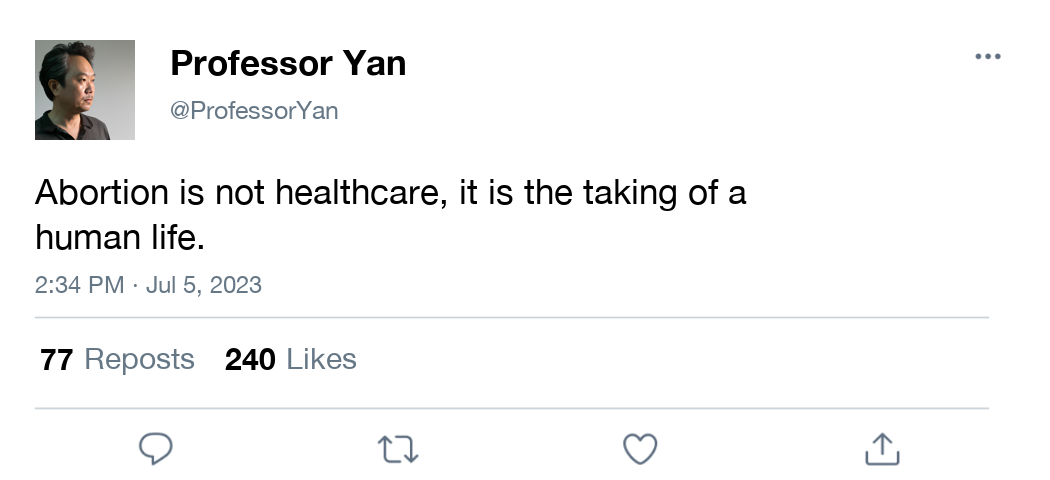 Professor Yan
@ProfessorYan
Abortion is not healthcare, it is the taking of a
human life.
2:34 PM · Jul 5, 2023
77 Reposts 240 Likes